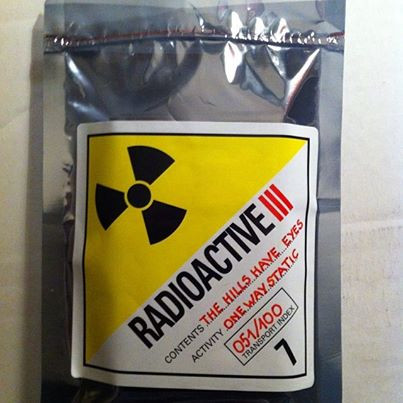 RADIOACTIVE III
CONTENTS THE HILLS HAVE EYES
ACTIVITY ONE WAY STATIC
051/100
TRANSPORT INDEX
7